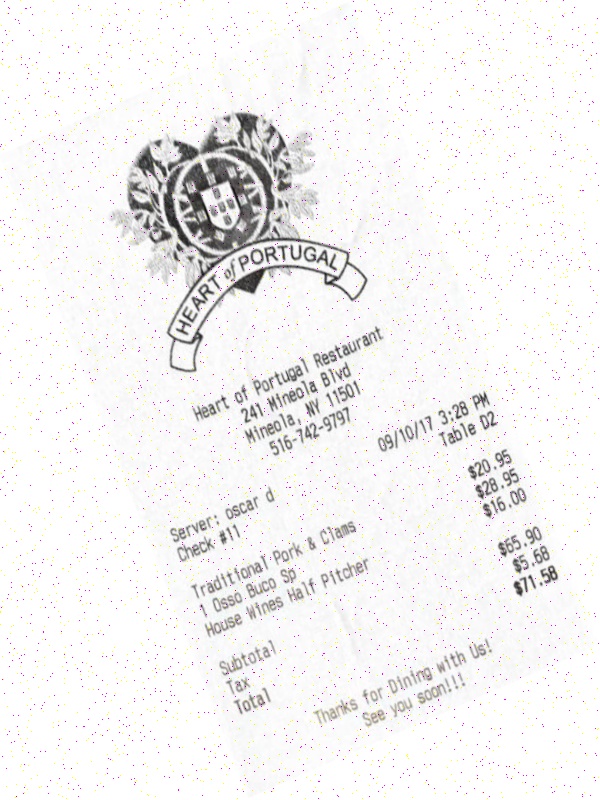 HEART of PORTUGAL
Heart of Portugal Restaurant
241 Mineola Blvd
Mineola, NY 11501
516-742-9797
09/10/17 3:28 PM
Server: oscar d Table D2
Check #11
Traditional Pork & Clams $20.95
1 Osso Buco Sp $28.95
House Wines Half Pitcher $16.00
Subtotal $65.90
Tax $5.68
Total $71.58
Thanks for Dining with Us!
See you soon!!!